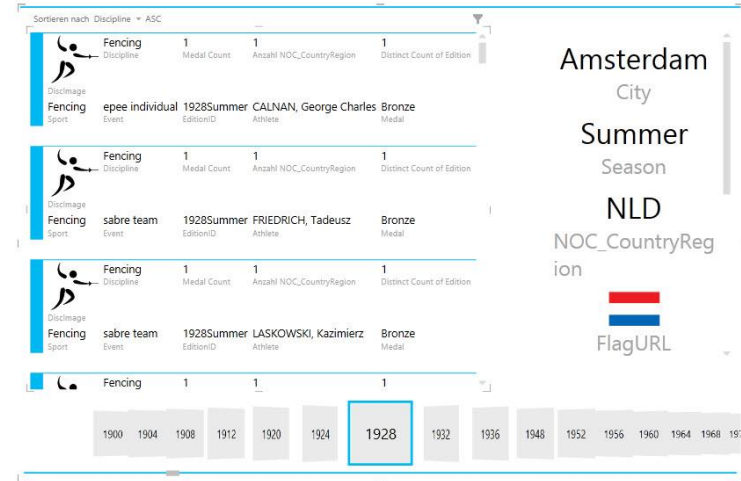 Sortieren nach Discipline ASC
Fencing 1 1 1
Discipline Medal Count Anzahl NOC_CountryRegion Distinct Count of Edition
DiscImage
Fencing epee individual 1928Summer CALNAN, George Charles Bronze
Sport Event EditionID Athlete Medal
Fencing 1 1 1
Discipline Medal Count Anzahl NOC_CountryRegion Distinct Count of Edition
DiscImage
Fencing sabre team 1928Summer FRIEDRICH, Tadeusz Bronze
Sport Event EditionID Athlete Medal
Fencing 1 1 1
Discipline Medal Count Anzahl NOC_CountryRegion Distinct Count of Edition
DiscImage
Fencing sabre team 1928Summer LASKOWSKI, Kazimierz Bronze
Sport Event EditionID Athlete Medal
Fencing 1 1 1
Amsterdam
City
Summer
Season
NLD
NOC_CountryReg
ion
FlagURL
1900 1904 1908 1912 1920 1924 1928 1932 1936 1948 1952 1956 1960 1964 1968